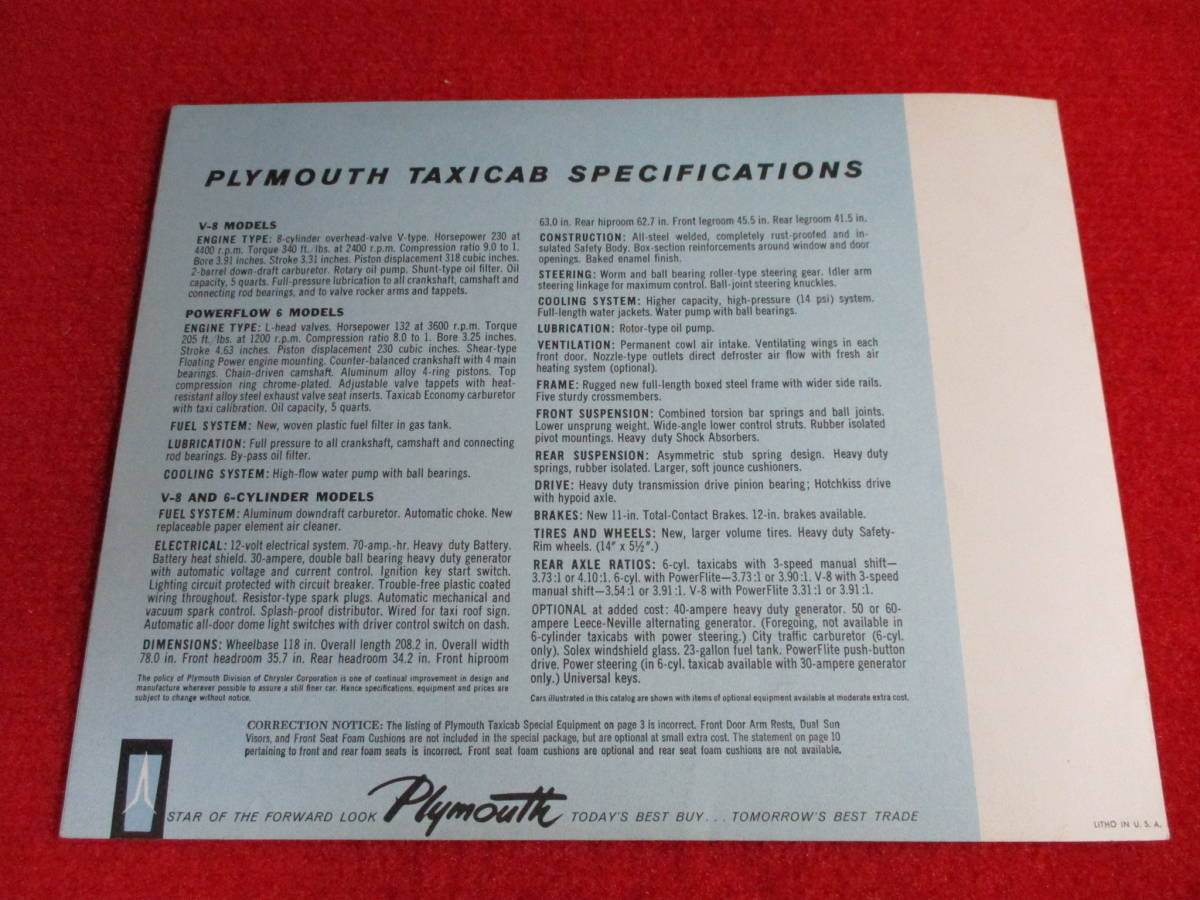 PLYMOUTH TAXICAB SPECIFICATIONS
V-8 MODELS
ENGINE TYPE: 8-cylinder overhead-valve V-type. Horsepower 230 at
4400 r.p.m. Torque 340 ft./lbs. at 2400 r.p.m. Compression ratio 9.0 to 1.
Bore 3.91 inches. Stroke 3.31 inches. Piston displacement 318 cubic inches.
2-barrel down-draft carburetor. Rotary oil pump. Shunt-type oil filter. Oil
capacity, 5 quarts. Full-pressure lubrication to all crankshaft, camshaft and
connecting rod bearings, and to valve rocker arms and tappets.
POWERFLOW 6 MODELS
ENGINE TYPE: L-head valves. Horsepower 132 at 3600 r.p.m. Torque
205 ft./lbs. at 1200 r.p.m. Compression ratio 8.0 to 1. Bore 3.25 inches.
Stroke 4.63 inches. Piston displacement 230 cubic inches. Shear-type
Floating Power engine mounting. Counter-balanced crankshaft with 4 main
bearings. Chain-driven camshaft. Aluminum alloy 4-ring pistons. Top
compression ring chrome-plated. Adjustable valve tappets with heat-
resistant alloy steel exhaust valve seat inserts. Taxicab Economy carburetor
with taxi calibration. Oil capacity, 5 quarts.
FUEL SYSTEM: New, woven plastic fuel filter in gas tank.
LUBRICATION: Full pressure to all crankshaft, camshaft and connecting
rod bearings. By-pass oil filter.
COOLING SYSTEM: High-flow water pump with ball bearings.
V-8 AND 6-CYLINDER MODELS
FUEL SYSTEM: Aluminum downdraft carburetor. Automatic choke. New
replaceable paper element air cleaner.
ELECTRICAL: 12-volt electrical system. 70-amp.-hr. Heavy duty Battery.
Battery heat shield. 30-ampere, double ball bearing heavy duty generator
with automatic voltage and current control. Ignition key start switch.
Lighting circuit protected with circuit breaker. Trouble-free plastic coated
wiring throughout. Resistor-type spark plugs. Automatic mechanical and
vacuum spark control. Splash-proof distributor. Wired for taxi roof sign.
Automatic all-door dome light switches with driver control switch on dash.
DIMENSIONS: Wheelbase 118 in. Overall length 208.2 in. Overall width
78.0 in. Front headroom 35.7 in. Rear headroom 34.2 in. Front hiproom
The policy of Plymouth Division of Chrysler Corporation is one of continual improvement in design and
manufacture wherever possible to assure a still finer car. Hence specifications, equipment and prices are
subject to change without notice.
63.0 in. Rear hiproom 62.7 in. Front legroom 45.5 in. Rear legroom 41.5 in.
CONSTRUCTION: All-steel welded, completely rust-proofed and in-
sulated Safety Body. Box-section reinforcements around window and door
openings. Baked enamel finish.
STEERING: Worm and ball bearing roller-type steering gear. Idler arm
steering linkage for maximum control. Ball-joint steering knuckles.
COOLING SYSTEM: Higher capacity, high-pressure (14 psi) system.
Full-length water jackets. Water pump with ball bearings.
LUBRICATION: Rotor-type oil pump.
VENTILATION: Permanent cowl air intake. Ventilating wings in each
front door. Nozzle-type outlets direct defroster air flow with fresh air
heating system (optional).
FRAME: Rugged new full-length boxed steel frame with wider side rails.
Five sturdy crossmembers.
FRONT SUSPENSION: Combined torsion bar springs and ball joints.
Lower unsprung weight. Wide-angle lower control struts. Rubber isolated
pivot mountings. Heavy duty Shock Absorbers.
REAR SUSPENSION: Asymmetric stub spring design. Heavy duty
springs, rubber isolated. Larger, soft jounce cushioners.
DRIVE: Heavy duty transmission drive pinion bearing; Hotchkiss drive
with hypoid axle.
BRAKES: New 11-in. Total-Contact Brakes. 12-in. brakes available.
TIRES AND WHEELS: New, larger volume tires. Heavy duty Safety-
Rim wheels. (14" x 5½".)
REAR AXLE RATIOS: 6-cyl. taxicabs with 3-speed manual shift—
3.73:1 or 4.10:1. 6-cyl. with PowerFlite—3.73:1 or 3.90:1. V-8 with 3-speed
manual shift—3.54:1 or 3.91:1. V-8 with PowerFlite 3.31:1 or 3.91:1.
OPTIONAL at added cost: 40-ampere heavy duty generator. 50 or 60-
ampere Leece-Neville alternating generator. (Foregoing, not available in
6-cylinder taxicabs with power steering.) City traffic carburetor (6-cyl.
only). Solex windshield glass. 23-gallon fuel tank. PowerFlite push-button
drive. Power steering (in 6-cyl. taxicab available with 30-ampere generator
only.) Universal keys.
Cars illustrated in this catalog are shown with items of optional equipment available at moderate extra cost.
CORRECTION NOTICE: The listing of Plymouth Taxicab Special Equipment on page 3 is incorrect. Front Door Arm Rests, Dual Sun
Visors, and Front Seat Foam Cushions are not included in the special package, but are optional at small extra cost. The statement on page 10
pertaining to front and rear foam seats is incorrect. Front seat foam cushions are optional and rear seat foam cushions are not available.
STAR OF THE FORWARD LOOK Plymouth TODAY'S BEST BUY... TOMORROW'S BEST TRADE
LITHO IN U. S. A.